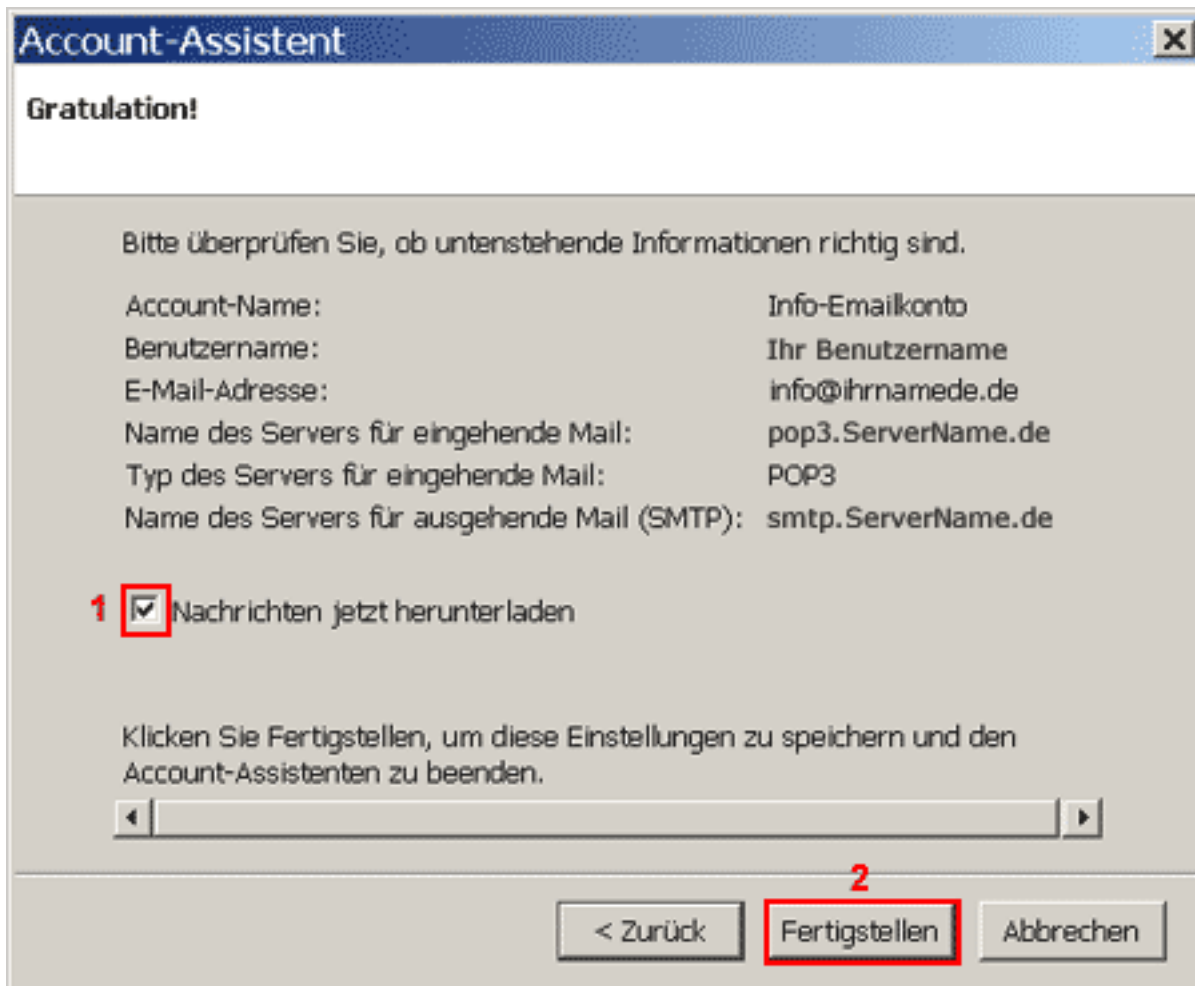 Account-Assistent
Gratulation!
Bitte überprüfen Sie, ob untenstehende Informationen richtig sind.
Account-Name: Info-Emailkonto
Benutzername: Ihr Benutzername
E-Mail-Adresse: info@ihrnamede.de
Name des Servers für eingehende Mail: pop3.ServerName.de
Typ des Servers für eingehende Mail: POP3
Name des Servers für ausgehende Mail (SMTP): smtp.ServerName.de
1 Nachrichten jetzt herunterladen
Klicken Sie Fertigstellen, um diese Einstellungen zu speichern und den
Account-Assistenten zu beenden.
2
< Zurück Fertigstellen Abbrechen